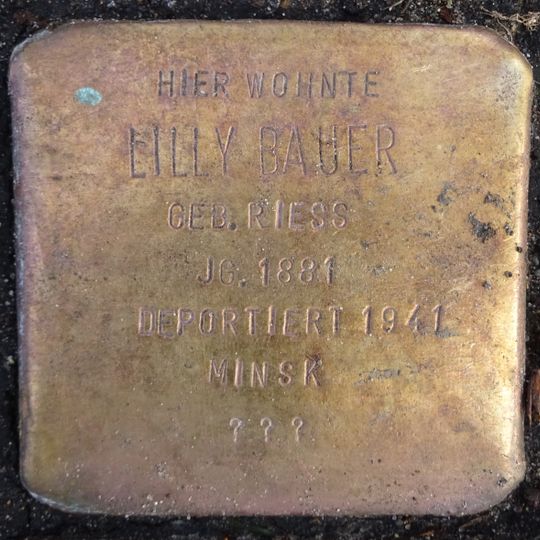 HIER WOHNTE
LILLY BAUER
GEB. RIESS
JG. 1881
DEPORTIERT 1941
MINSK
? ? ?